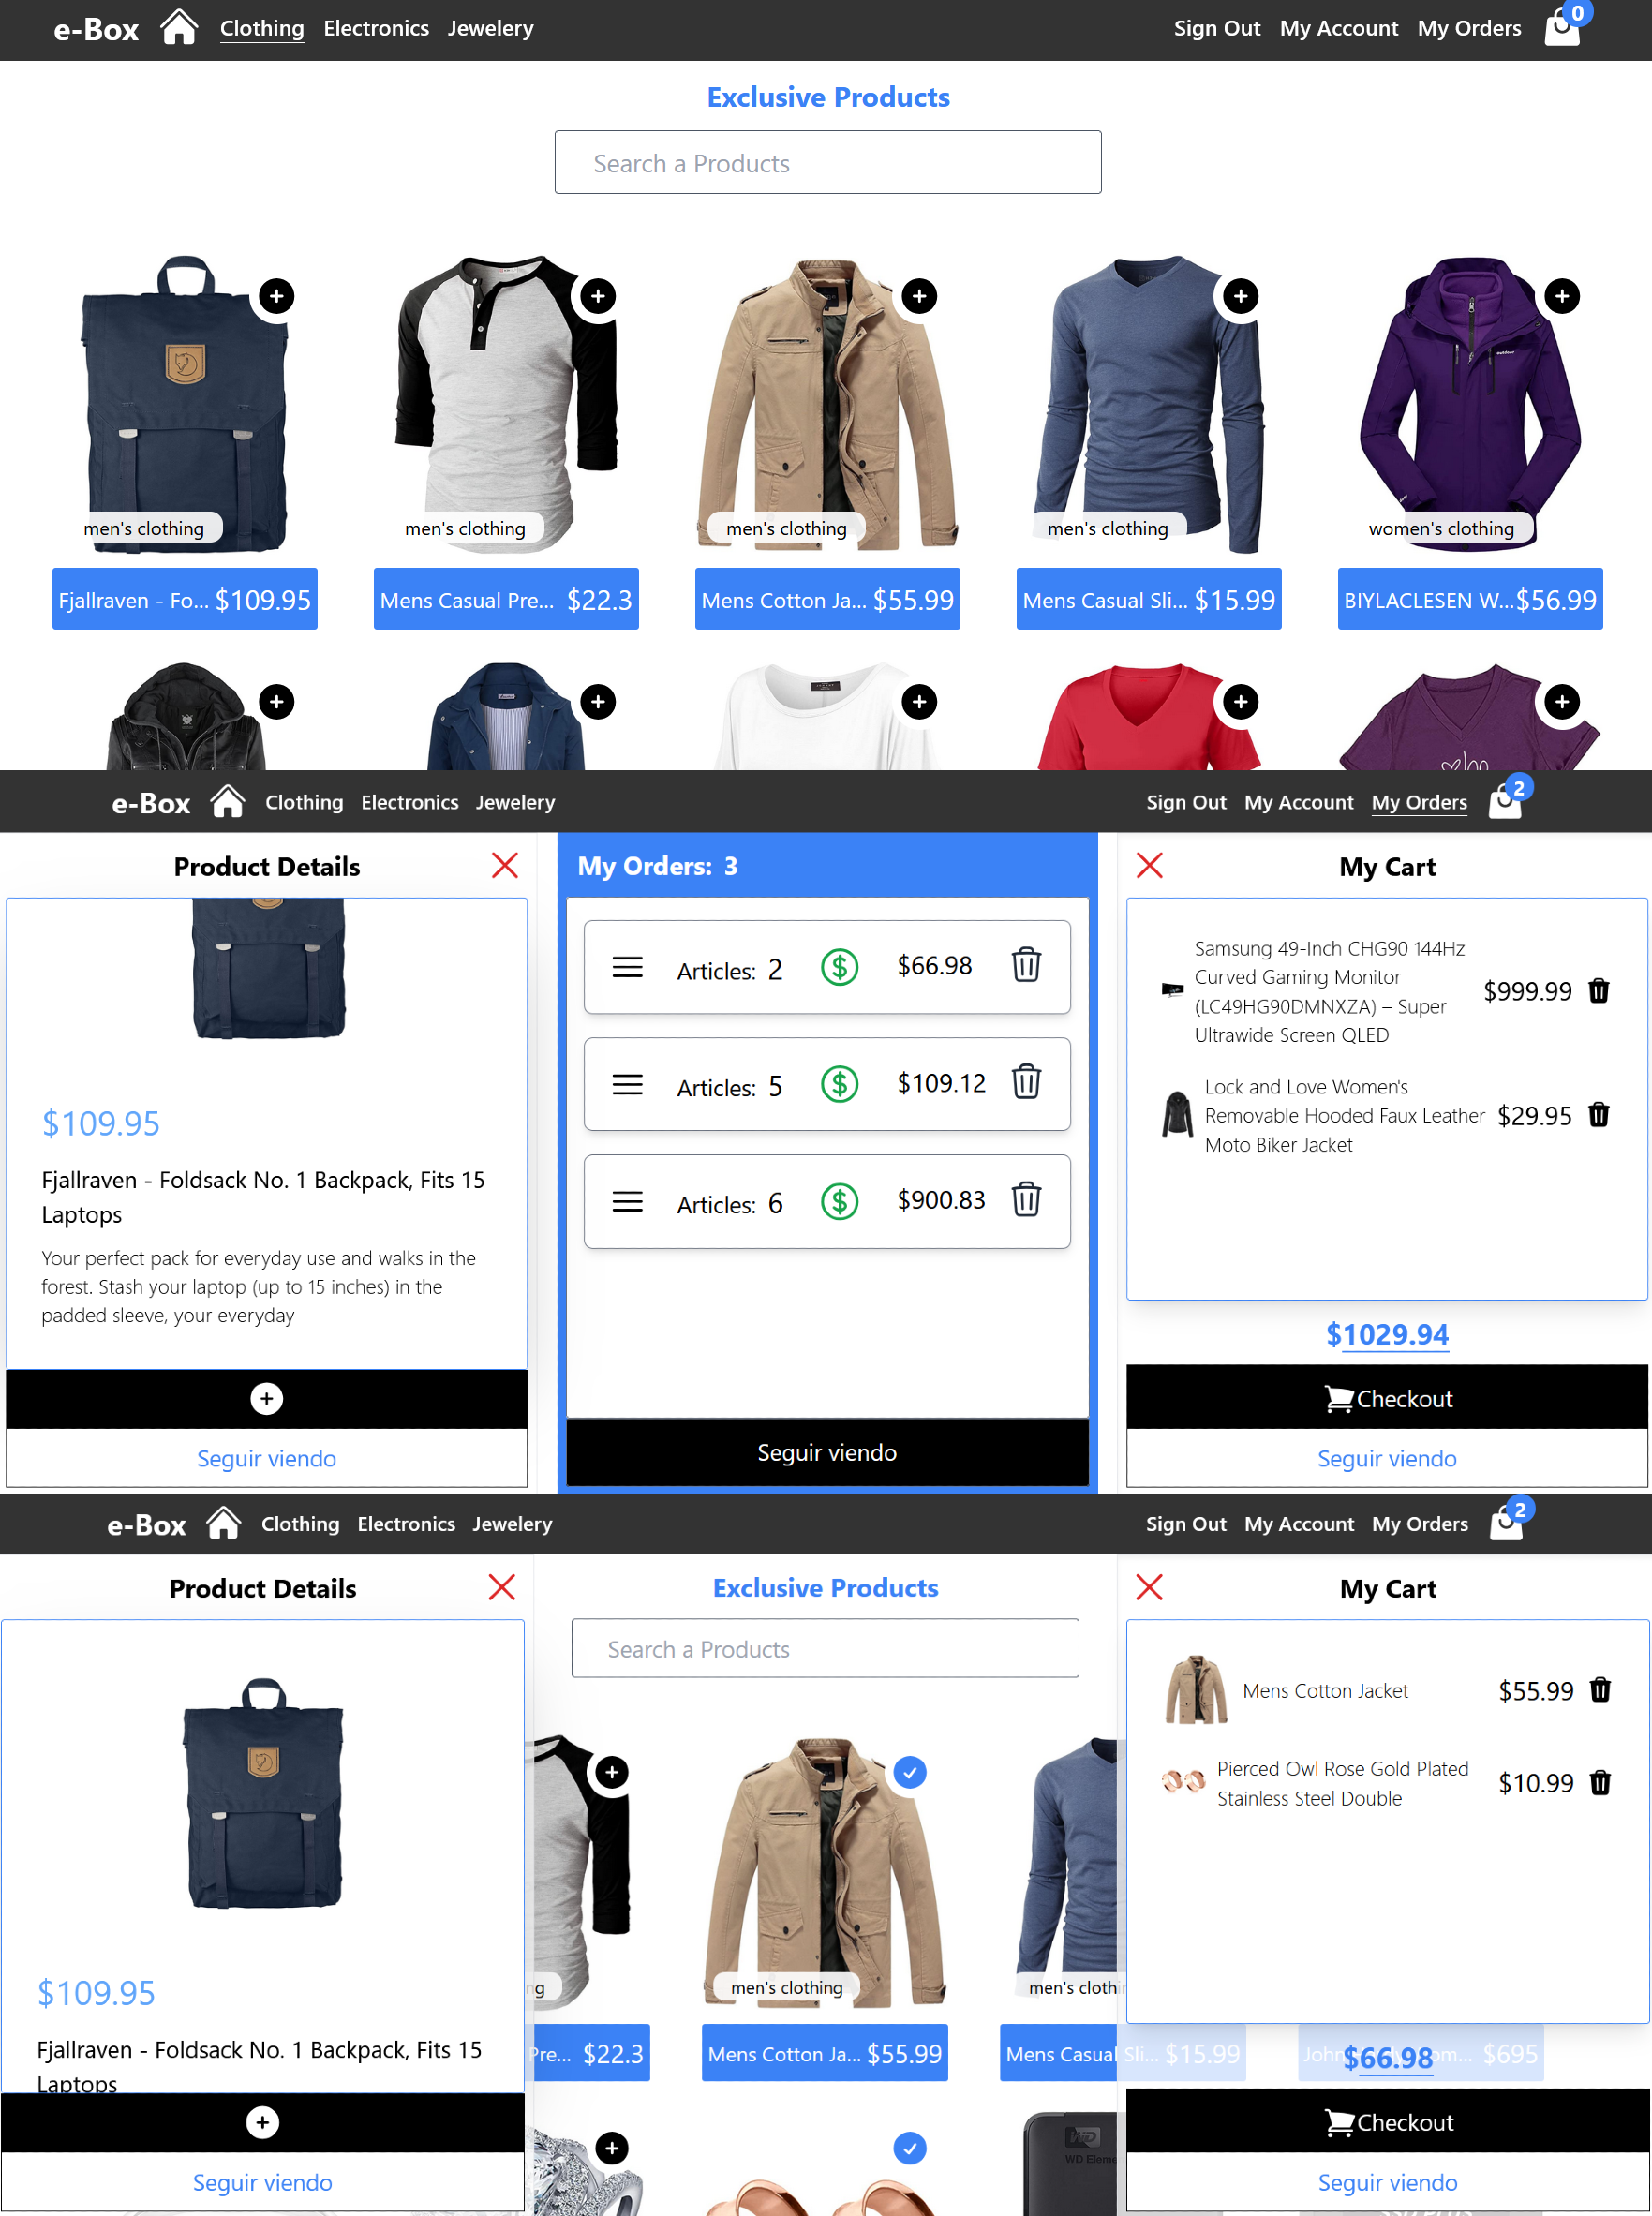 e-Box Clothing Electronics Jewelery Sign Out My Account My Orders 0
Exclusive Products
Search a Products
men's clothing
men's clothing
men's clothing
men's clothing
women's clothing
Fjallraven - Fo... $109.95
Mens Casual Pre... $22.3
Mens Cotton Ja... $55.99
Mens Casual Sli... $15.99
BIYLACLESEN W... $56.99
e-Box Clothing Electronics Jewelery Sign Out My Account My Orders 2
Product Details
$109.95
Fjallraven - Foldsack No. 1 Backpack, Fits 15
Laptops
Your perfect pack for everyday use and walks in the
forest. Stash your laptop (up to 15 inches) in the
padded sleeve, your everyday
Seguir viendo
My Orders: 3
Articles: 2 $66.98
Articles: 5 $109.12
Articles: 6 $900.83
Seguir viendo
My Cart
Samsung 49-Inch CHG90 144Hz
Curved Gaming Monitor
(LC49HG90DMNXZA) – Super
Ultrawide Screen QLED
$999.99
Lock and Love Women's
Removable Hooded Faux Leather
Moto Biker Jacket
$29.95
$1029.94
Checkout
Seguir viendo
e-Box Clothing Electronics Jewelery Sign Out My Account My Orders 2
Product Details
$109.95
Fjallraven - Foldsack No. 1 Backpack, Fits 15
Laptops
Seguir viendo
Exclusive Products
Search a Products
ng
men's clothing
men's clothi
Pre... $22.3
Mens Cotton Ja... $55.99
Mens Casual Sli... $15.99
$695
WD
WD Eleme
My Cart
Mens Cotton Jacket $55.99
Pierced Owl Rose Gold Plated
Stainless Steel Double
$10.99
$66.98
Checkout
Seguir viendo